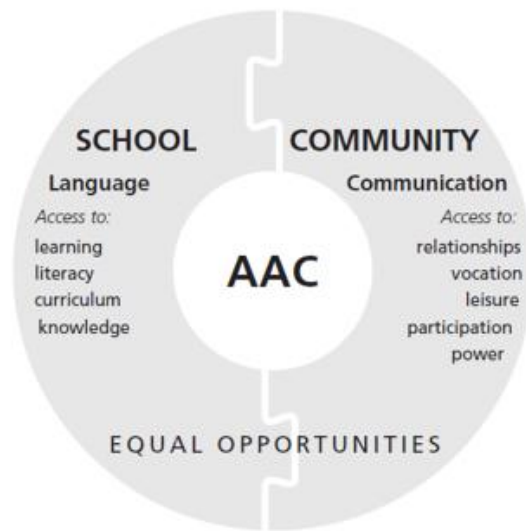 SCHOOL
Language
Access to:
learning
literacy
curriculum
knowledge
COMMUNITY
Communication
Access to:
relationships
vocation
leisure
participation
power
AAC
EQUAL OPPORTUNITIES